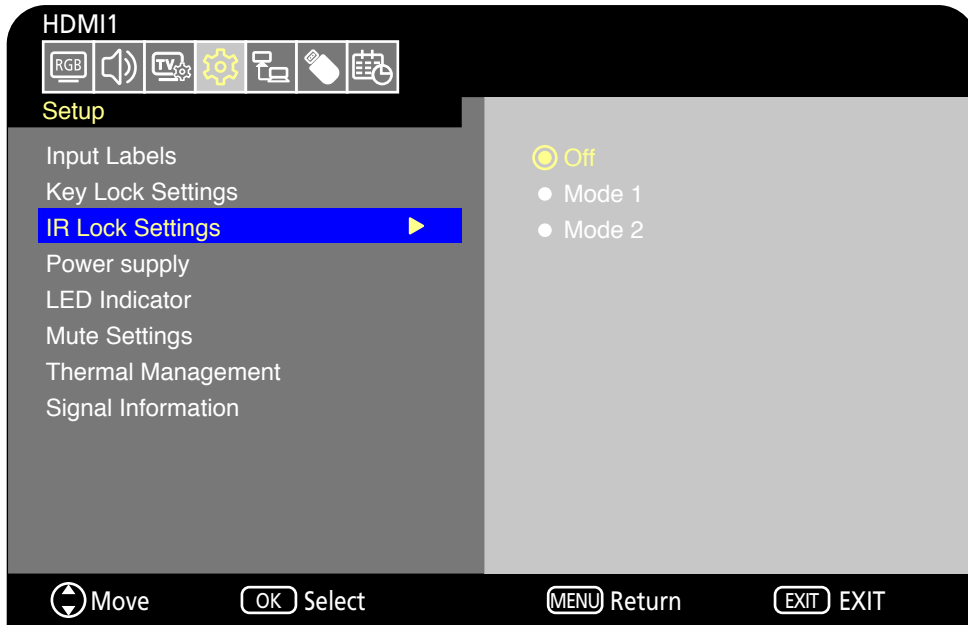 HDMI1
RGB TV
Setup
Input Labels
Key Lock Settings
IR Lock Settings
Power supply
LED Indicator
Mute Settings
Thermal Management
Signal Information
Off
Mode 1
Mode 2
Move OK Select MENU Return EXIT EXIT